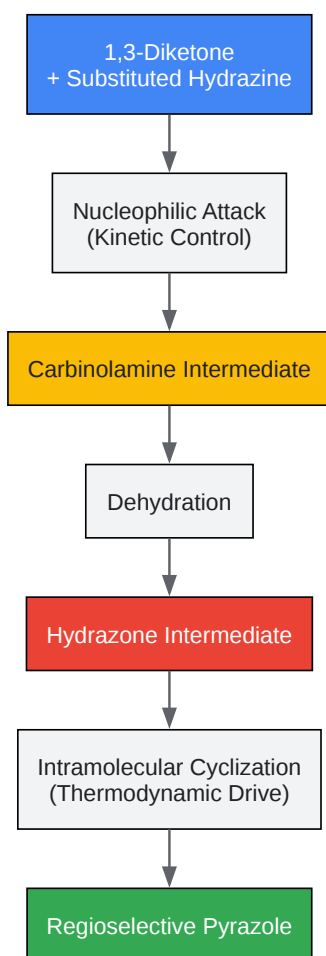 1,3-Diketone
+ Substituted Hydrazine
Nucleophilic Attack
(Kinetic Control)
Carbinolamine Intermediate
Dehydration
Hydrazone Intermediate
Intramolecular Cyclization
(Thermodynamic Drive)
Regioselective Pyrazole